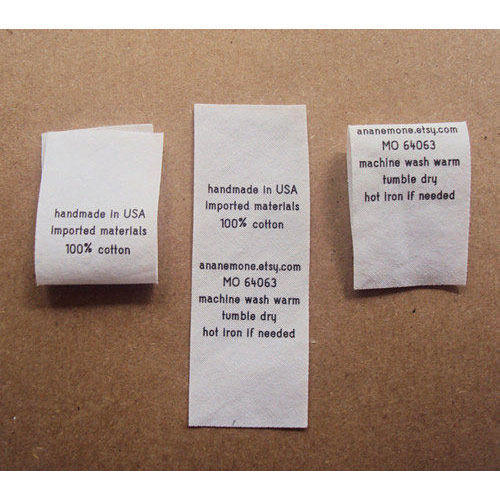 handmade in USA
imported materials
100% cotton
handmade in USA
imported materials
100% cotton
ananemone.etsy.com
MO 64063
machine wash warm
tumble dry
hot iron if needed
ananemone.etsy.com
MO 64063
machine wash warm
tumble dry
hot iron if needed